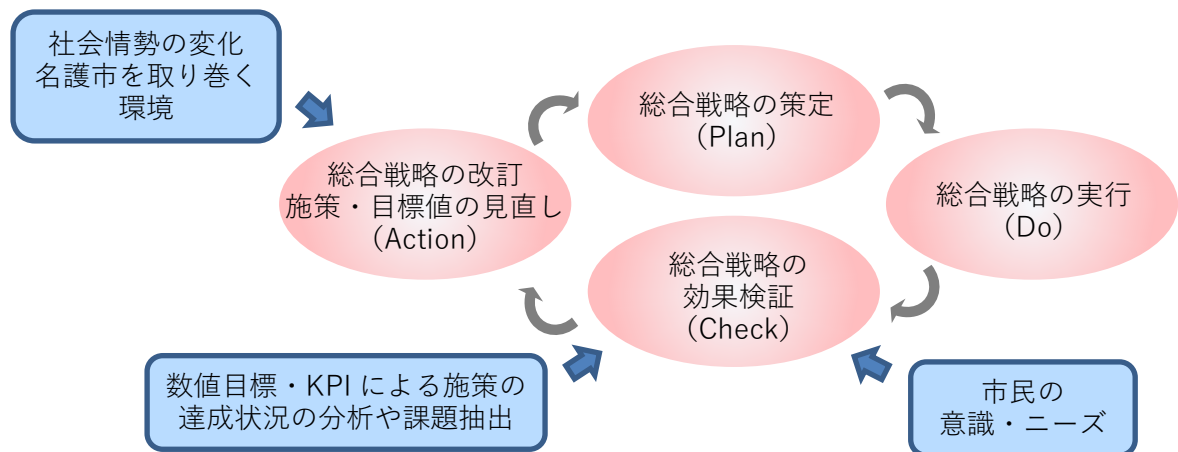 社会情勢の変化
名護市を取り巻く
環境
総合戦略の策定
（Plan）
総合戦略の改訂
施策・目標値の見直し
（Action）
総合戦略の実行
（Do）
総合戦略の
効果検証
（Check）
数値目標・KPI による施策の
達成状況の分析や課題抽出
市民の
意識・ニーズ